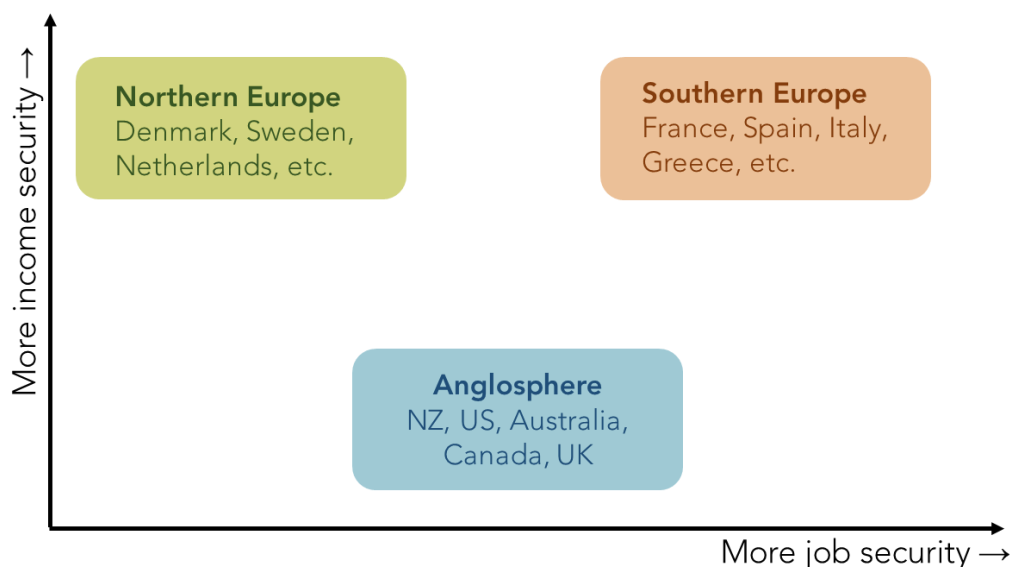 More income security →
Northern Europe
Denmark, Sweden,
Netherlands, etc.
Southern Europe
France, Spain, Italy,
Greece, etc.
Anglosphere
NZ, US, Australia,
Canada, UK
More job security →